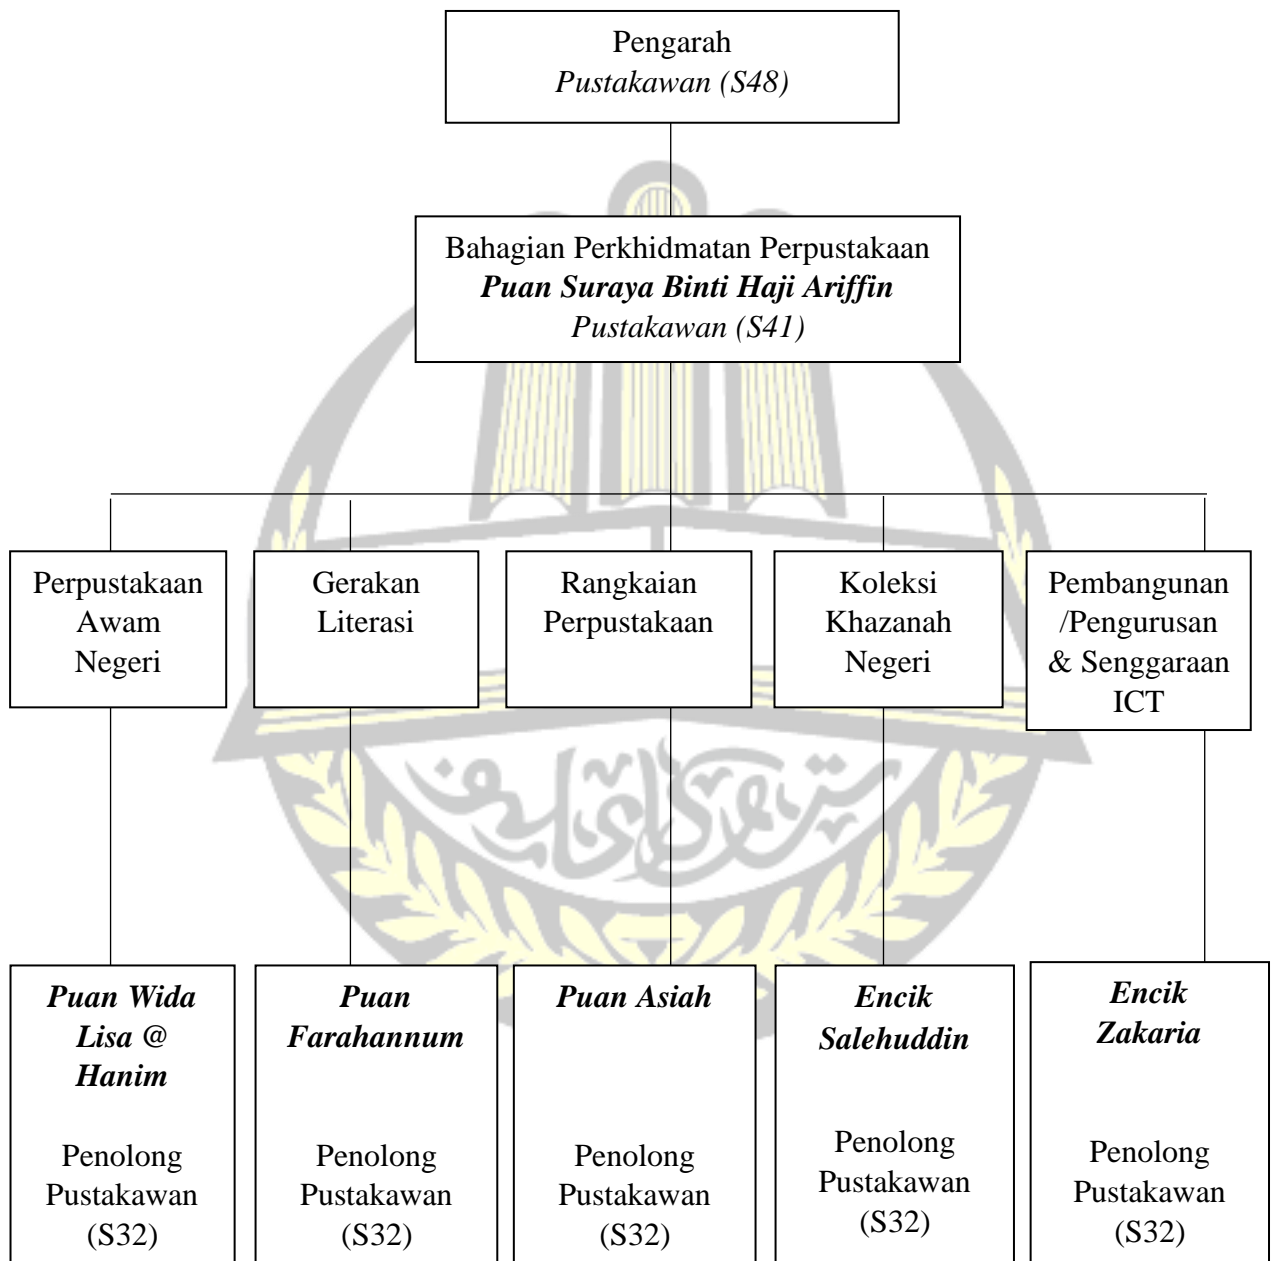 Pengarah
Pustakawan (S48)
Bahagian Perkhidmatan Perpustakaan
Puan Suraya Binti Haji Ariffin
Pustakawan (S41)
Perpustakaan
Awam
Negeri
Gerakan
Literasi
Rangkaian
Perpustakaan
Koleksi
Khazanah
Negeri
Pembangunan
/Pengurusan
& Senggaraan
ICT
Puan Wida
Lisa @
Hanim
Penolong
Pustakawan
(S32)
Puan
Farahannum
Penolong
Pustakawan
(S32)
Puan Asiah
Penolong
Pustakawan
(S32)
Encik
Salehuddin
Penolong
Pustakawan
(S32)
Encik
Zakaria
Penolong
Pustakawan
(S32)